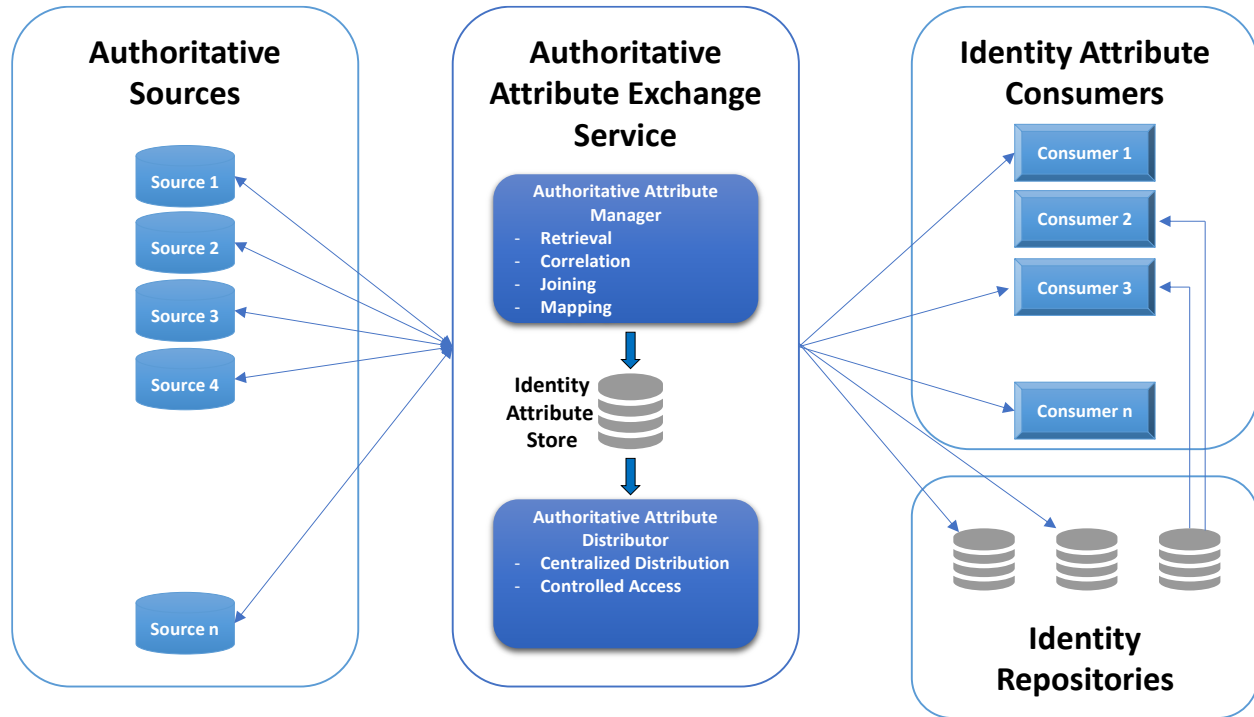 Authoritative
Sources
Source 1
Source 2
Source 3
Source 4
Source n
Authoritative
Attribute Exchange
Service
Authoritative Attribute
Manager
- Retrieval
- Correlation
- Joining
- Mapping
Identity
Attribute
Store
Authoritative Attribute
Distributor
- Centralized Distribution
- Controlled Access
Identity Attribute
Consumers
Consumer 1
Consumer 2
Consumer 3
Consumer n
Identity
Repositories